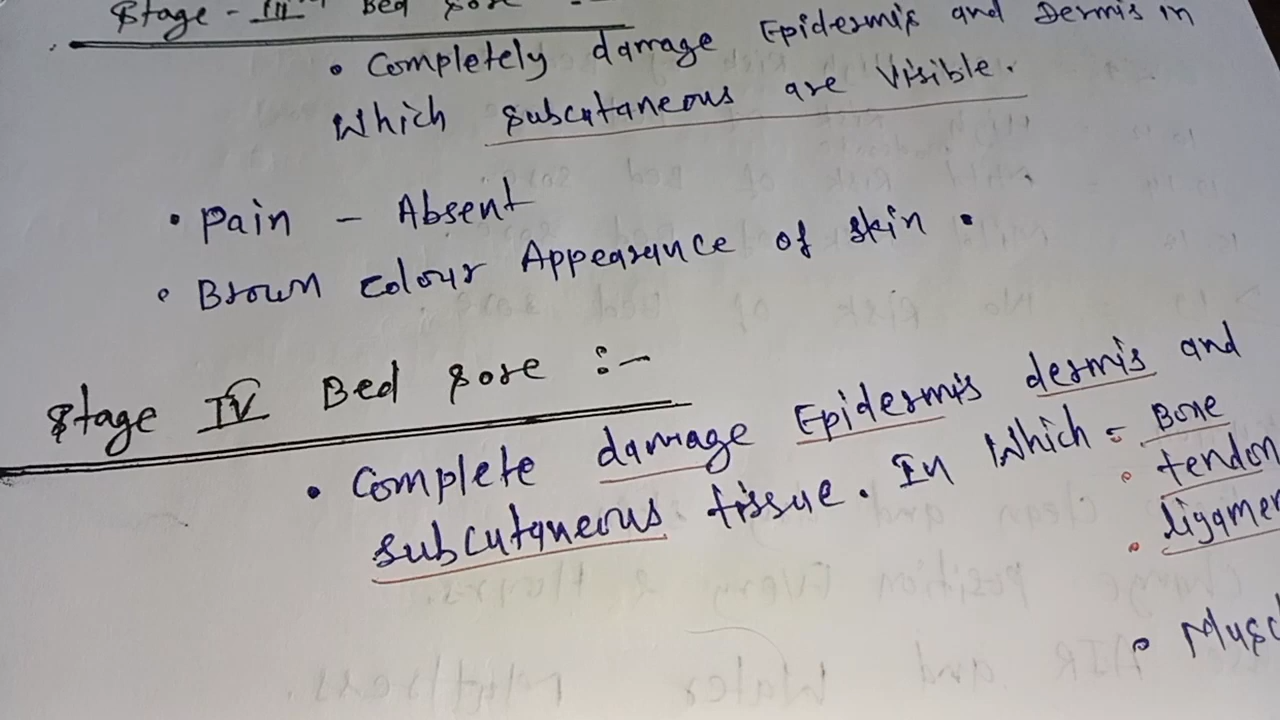 Stage - III Bed sore :-
• Completely damage Epidermis and Dermis in
Which subcutaneous are visible.
• Pain - Absent
• Brown colour Appearance of skin •
Stage IV Bed sore :-
• Complete damage Epidermis dermis and
subcutaneous tissue. In Which - Bone
• tendon
• ligamen
• Musc